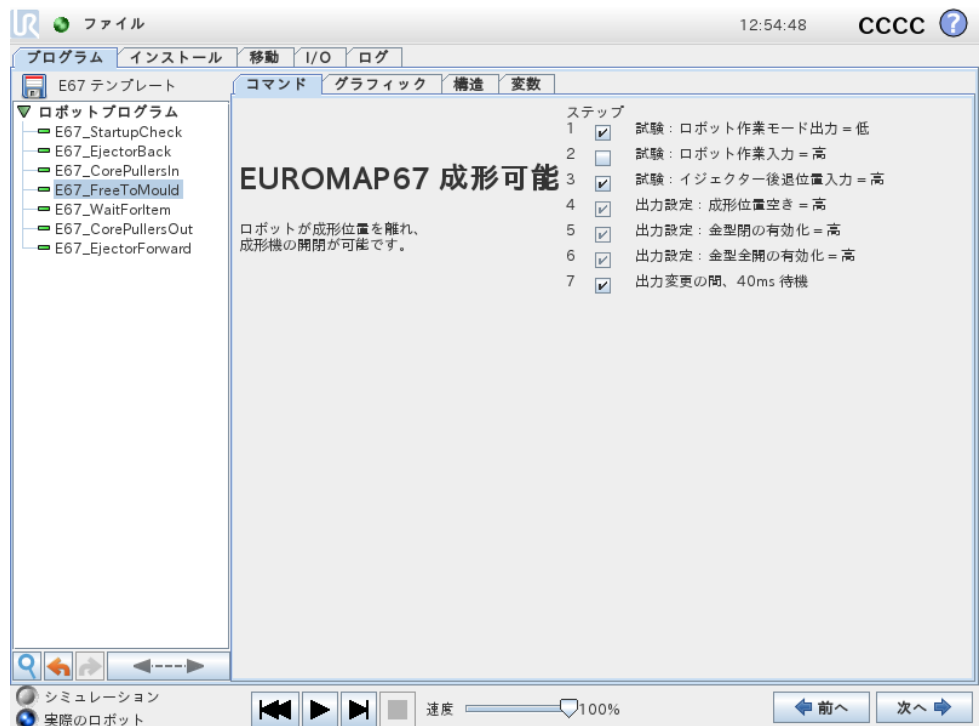 UR ファイル 12:54:48 CCCC ?
プログラム インストール 移動 I/O ログ
E67 テンプレート
ロボットプログラム
E67_StartupCheck
E67_EjectorBack
E67_CorePullersIn
E67_FreeToMould
E67_WaitForItem
E67_CorePullersOut
E67_EjectorForward
コマンド グラフィック 構造 変数
EUROMAP67 成形可能
ロボットが成形位置を離れ、
成形機の開閉が可能です。
ステップ
1 試験 : ロボット作業モード出力 = 低
2 試験 : ロボット作業入力 = 高
3 試験 : イジェクター後退位置入力 = 高
4 出力設定 : 成形位置空き = 高
5 出力設定 : 金型閉の有効化 = 高
6 出力設定 : 金型全開の有効化 = 高
7 出力変更の間、40ms 待機
シミュレーション
実際のロボット
速度 100%
前へ 次へ